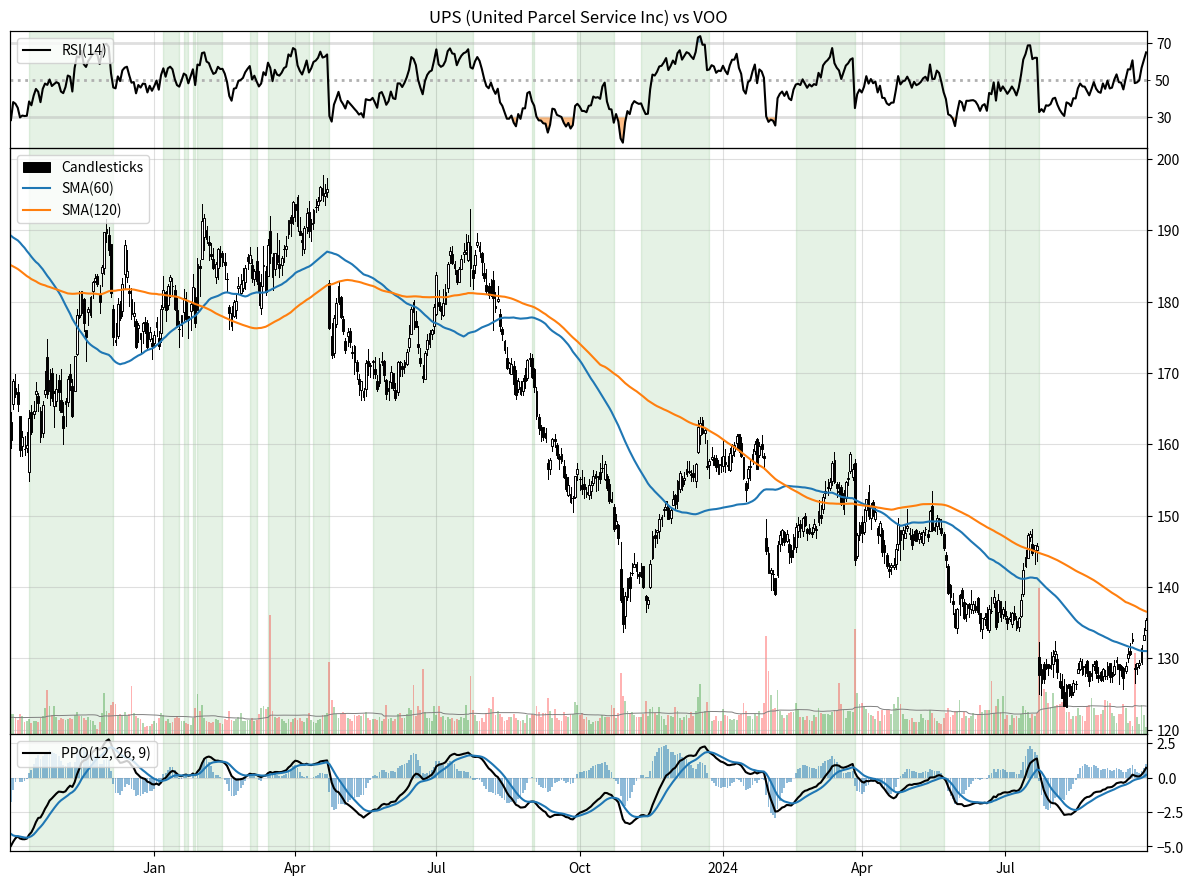 UPS (United Parcel Service Inc) vs VOO
RSI(14)
70
50
30
Candlesticks
SMA(60)
SMA(120)
200
190
180
170
160
150
140
130
120
PPO(12, 26, 9)
2.5
0.0
−2.5
−5.0
Jan
Apr
Jul
Oct
2024
Apr
Jul